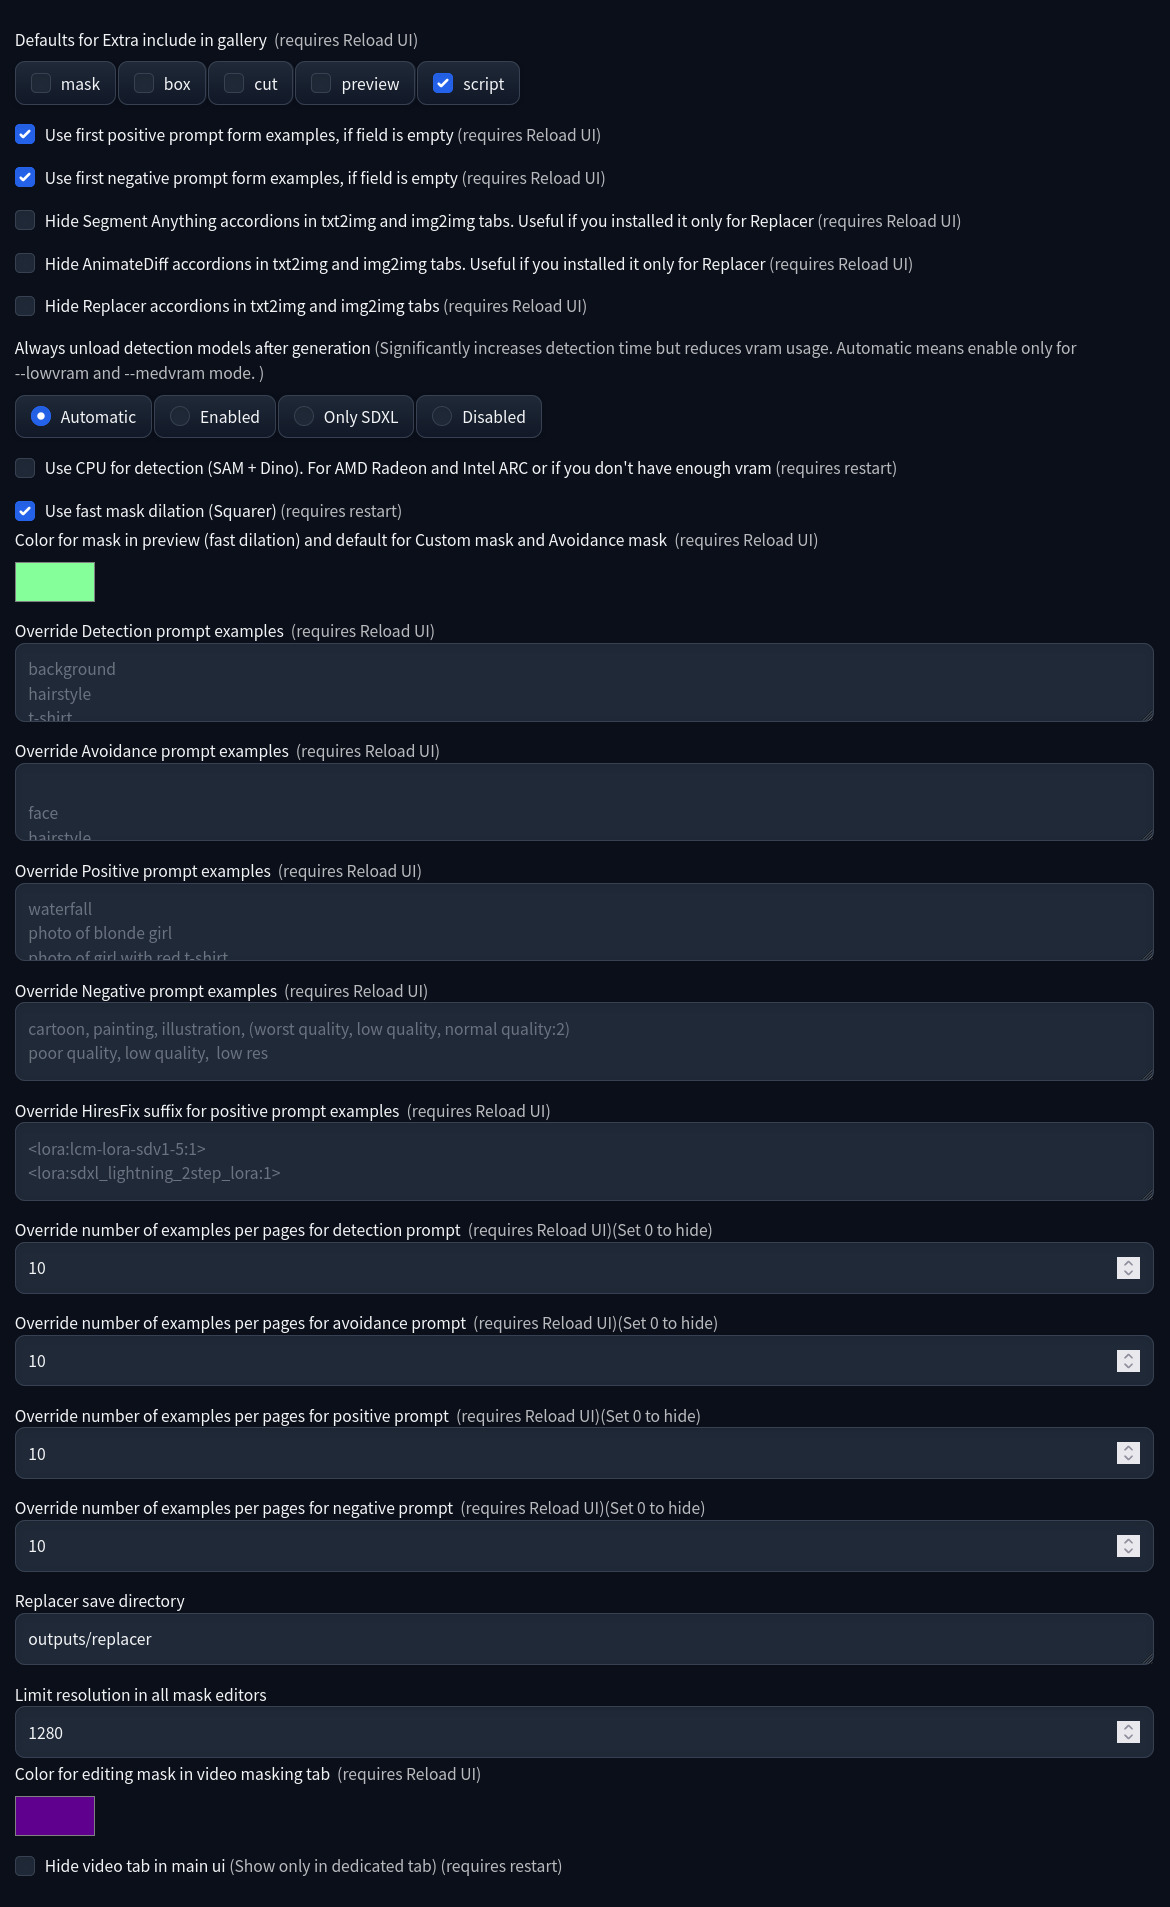 Defaults for Extra include in gallery (requires Reload UI)
mask box cut preview script
Use first positive prompt form examples, if field is empty (requires Reload UI)
Use first negative prompt form examples, if field is empty (requires Reload UI)
Hide Segment Anything accordions in txt2img and img2img tabs. Useful if you installed it only for Replacer (requires Reload UI)
Hide AnimateDiff accordions in txt2img and img2img tabs. Useful if you installed it only for Replacer (requires Reload UI)
Hide Replacer accordions in txt2img and img2img tabs (requires Reload UI)
Always unload detection models after generation (Significantly increases detection time but reduces vram usage. Automatic means enable only for
--lowvram and --medvram mode. )
Automatic Enabled Only SDXL Disabled
Use CPU for detection (SAM + Dino). For AMD Radeon and Intel ARC or if you don't have enough vram (requires restart)
Use fast mask dilation (Squarer) (requires restart)
Color for mask in preview (fast dilation) and default for Custom mask and Avoidance mask (requires Reload UI)
Override Detection prompt examples (requires Reload UI)
background
hairstyle
t-shirt
Override Avoidance prompt examples (requires Reload UI)
face
hairstyle
Override Positive prompt examples (requires Reload UI)
waterfall
photo of blonde girl
photo of girl with red t-shirt
Override Negative prompt examples (requires Reload UI)
cartoon, painting, illustration, (worst quality, low quality, normal quality:2)
poor quality, low quality,  low res
Override HiresFix suffix for positive prompt examples (requires Reload UI)
<lora:lcm-lora-sdv1-5:1>
<lora:sdxl_lightning_2step_lora:1>
Override number of examples per pages for detection prompt (requires Reload UI)(Set 0 to hide)
10
Override number of examples per pages for avoidance prompt (requires Reload UI)(Set 0 to hide)
10
Override number of examples per pages for positive prompt (requires Reload UI)(Set 0 to hide)
10
Override number of examples per pages for negative prompt (requires Reload UI)(Set 0 to hide)
10
Replacer save directory
outputs/replacer
Limit resolution in all mask editors
1280
Color for editing mask in video masking tab (requires Reload UI)
Hide video tab in main ui (Show only in dedicated tab) (requires restart)